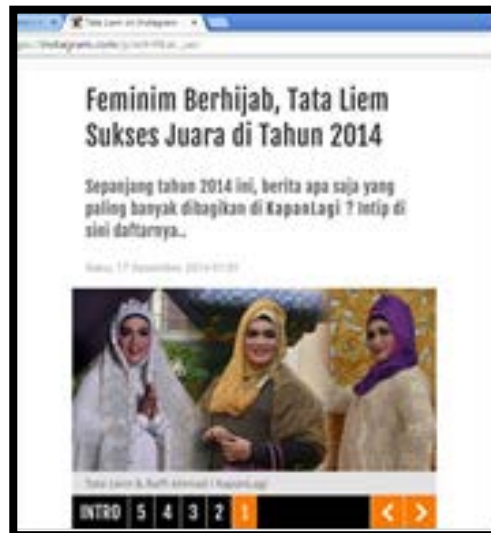 Feminim Berhijab, Tata Liem
Sukses Juara di Tahun 2014
Sepanjang tahun 2014 ini, berita apa saja yang
paling banyak dibagikan di KapanLagi ? Intip di
sini daftarnya..
INTRO 5 4 3 2 1